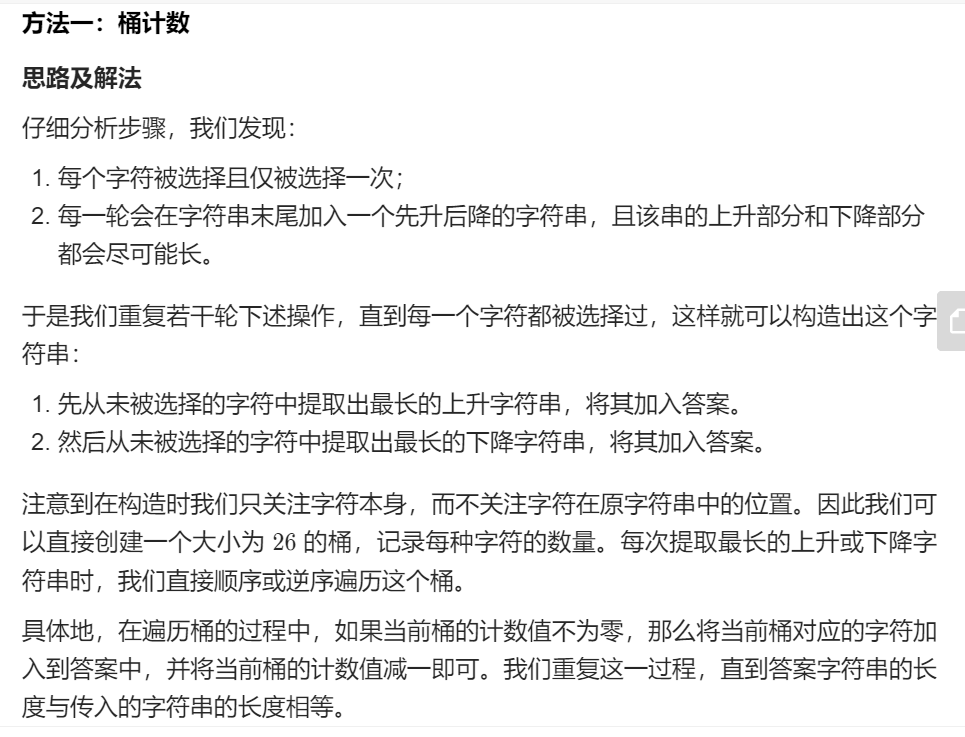 方法一：桶计数
思路及解法
仔细分析步骤，我们发现：
1. 每个字符被选择且仅被选择一次；
2. 每一轮会在字符串末尾加入一个先升后降的字符串，且该串的上升部分和下降部分
都会尽可能长。
于是我们重复若干轮下述操作，直到每一个字符都被选择过，这样就可以构造出这个字
符串：
1. 先从未被选择的字符中提取出最长的上升字符串，将其加入答案。
2. 然后从未被选择的字符中提取出最长的下降字符串，将其加入答案。
注意到在构造时我们只关注字符本身，而不关注字符在原字符串中的位置。因此我们可
以直接创建一个大小为 26 的桶，记录每种字符的数量。每次提取最长的上升或下降字
符串时，我们直接顺序或逆序遍历这个桶。
具体地，在遍历桶的过程中，如果当前桶的计数值不为零，那么将当前桶对应的字符加
入到答案中，并将当前桶的计数值减一即可。我们重复这一过程，直到答案字符串的长
度与传入的字符串的长度相等。